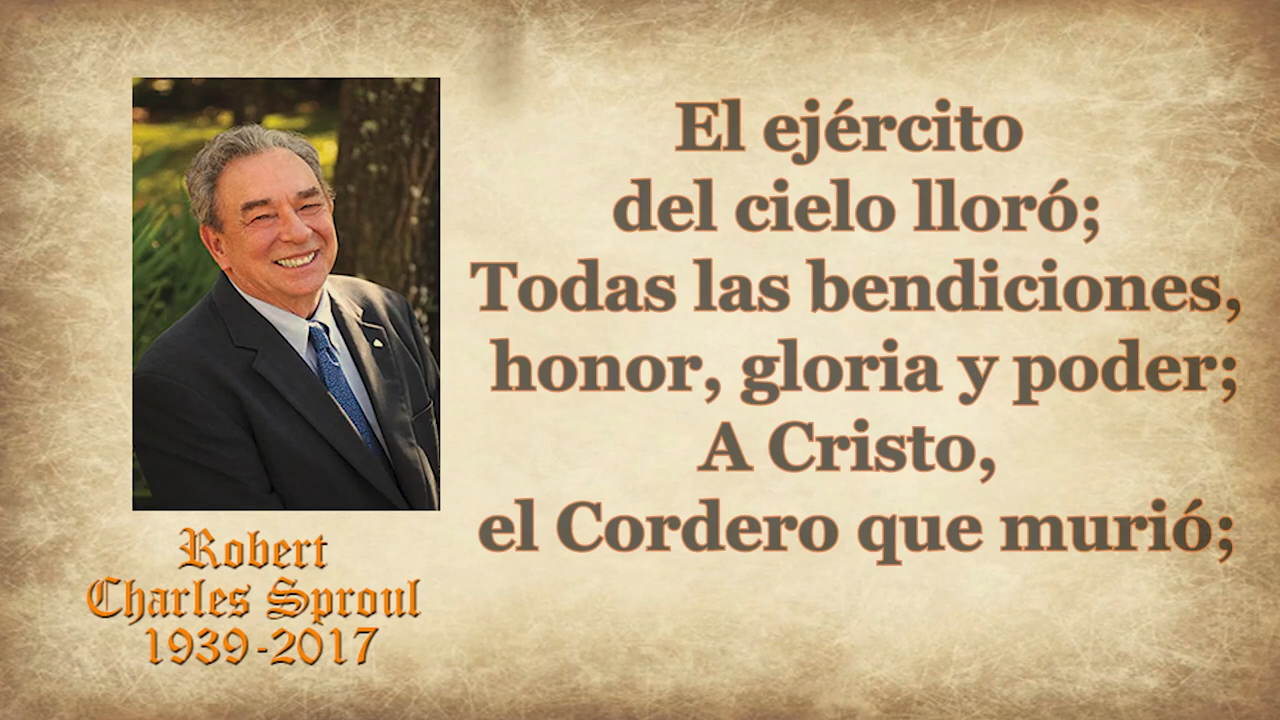 El ejército
del cielo lloró;
Todas las bendiciones,
honor, gloria y poder;
A Cristo,
el Cordero que murió;
Robert
Charles Sproul
1939-2017